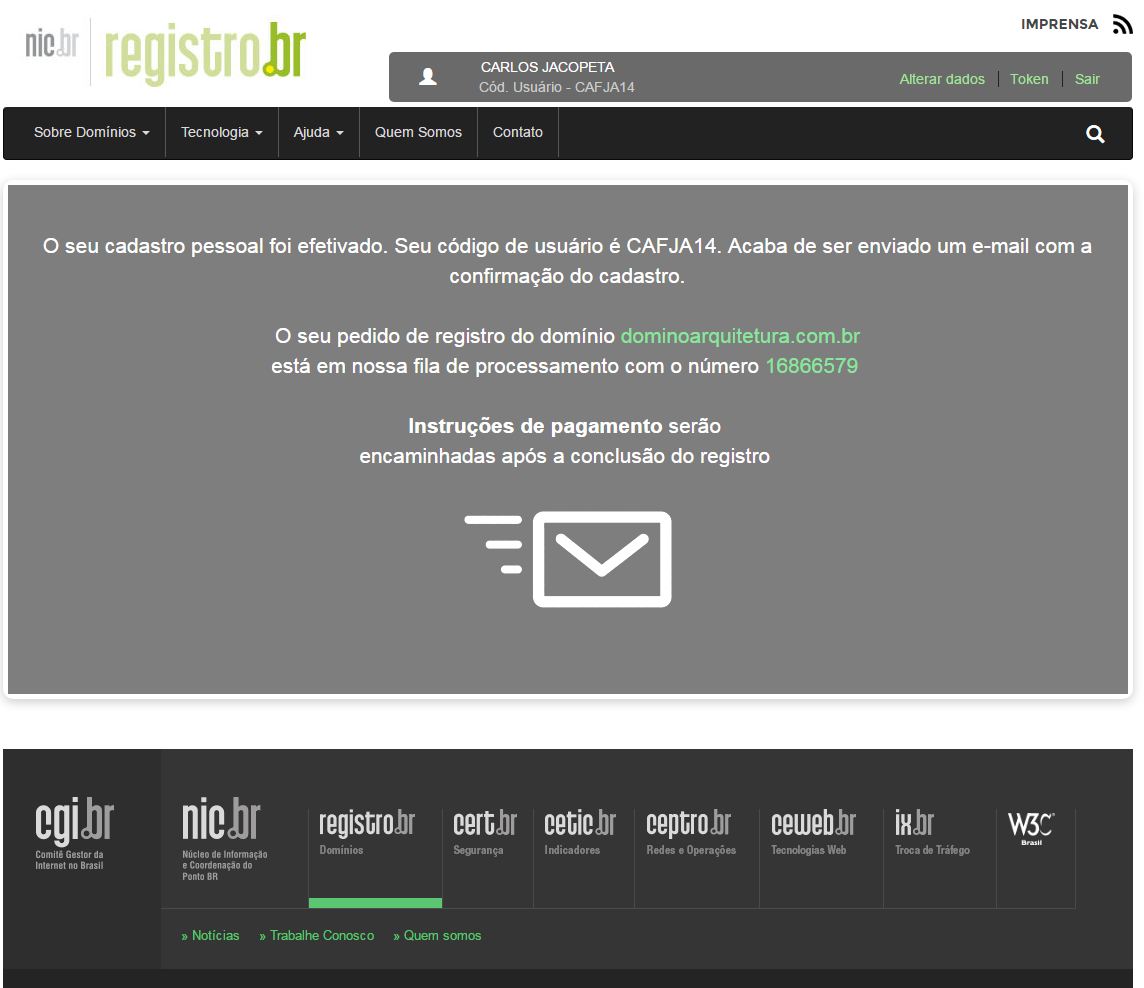 IMPRENSA
nic.br registro.br
CARLOS JACOPETA
Cód. Usuário - CAFJA14
Alterar dados Token Sair
Sobre Domínios Tecnologia Ajuda Quem Somos Contato
O seu cadastro pessoal foi efetivado. Seu código de usuário é CAFJA14. Acaba de ser enviado um e-mail com a
confirmação do cadastro.
O seu pedido de registro do domínio dominoarquitetura.com.br
está em nossa fila de processamento com o número 16866579
Instruções de pagamento serão
encaminhadas após a conclusão do registro
cgi.br
Comitê Gestor da
Internet no Brasil
nic.br
Núcleo de Informação
e Coordenação do
Ponto BR
registro.br
Domínios
cert.br
Segurança
cetic.br
Indicadores
ceptro.br
Redes e Operações
ceweb.br
Tecnologias Web
ix.br
Troca de Tráfego
W3C
Brasil
» Notícias » Trabalhe Conosco » Quem somos